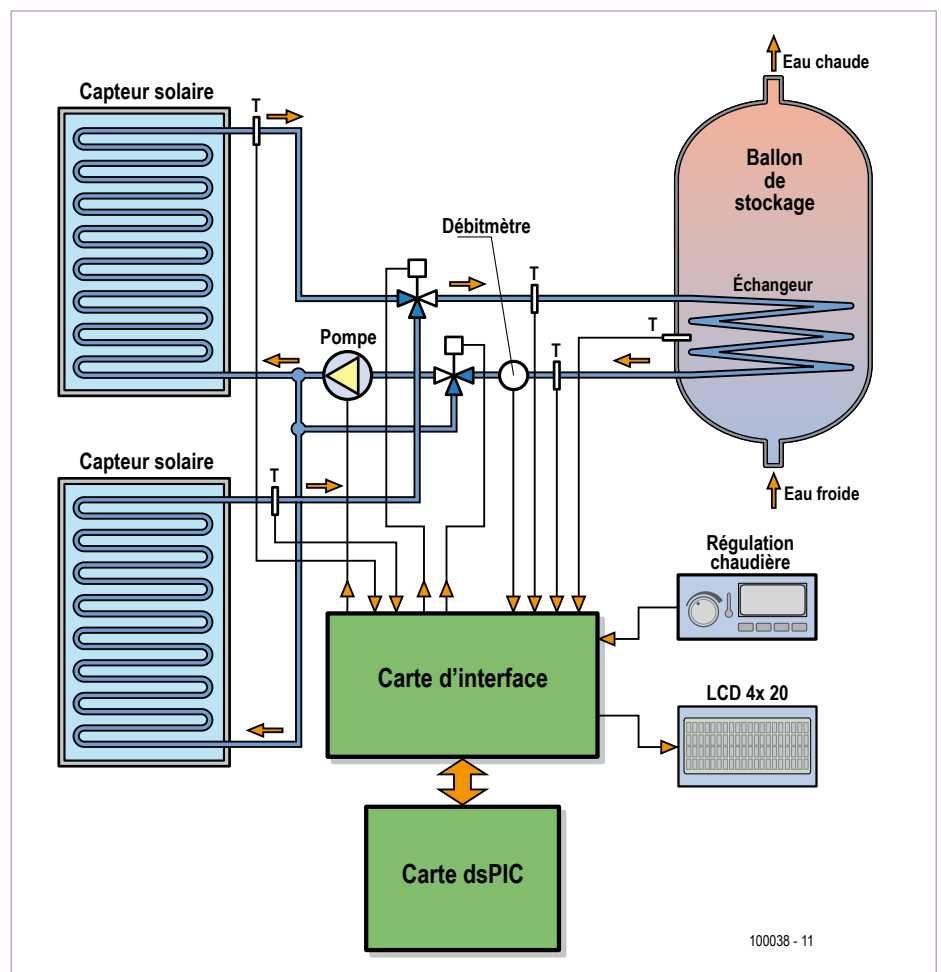 Eau chaude
Capteur solaire
T
Ballon
de
stockage
Débitmètre
T
Échangeur
T
Pompe
T
Capteur solaire
T
Eau froide
Régulation
chaudière
Carte d’interface
LCD 4x 20
Carte dsPIC
100038 - 11